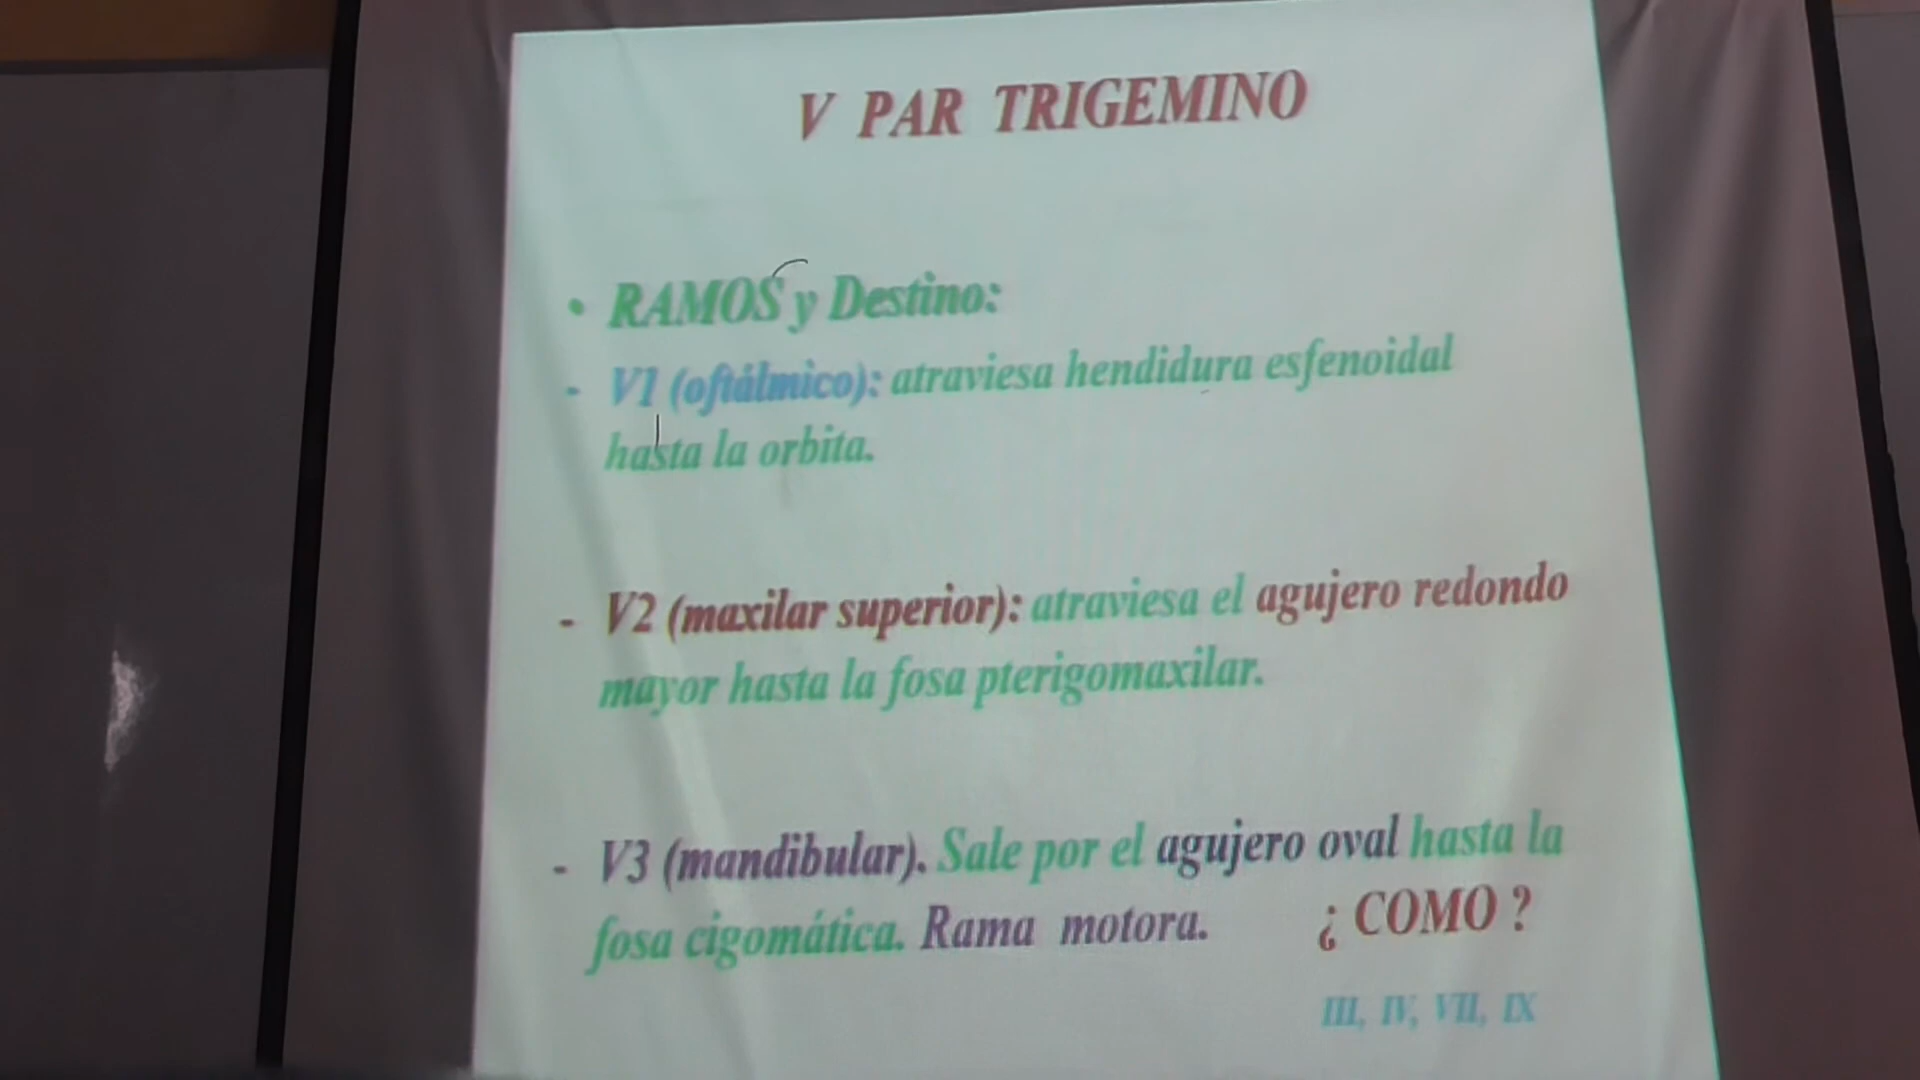 V PAR TRIGEMINO
• RAMOS y Destino:
- V1 (oftálmico): atraviesa hendidura esfenoidal
hasta la orbita.
- V2 (maxilar superior): atraviesa el agujero redondo
mayor hasta la fosa pterigomaxilar.
- V3 (mandibular). Sale por el agujero oval hasta la
fosa cigomática. Rama motora. ¿ COMO ?
III, IV, VII, IX